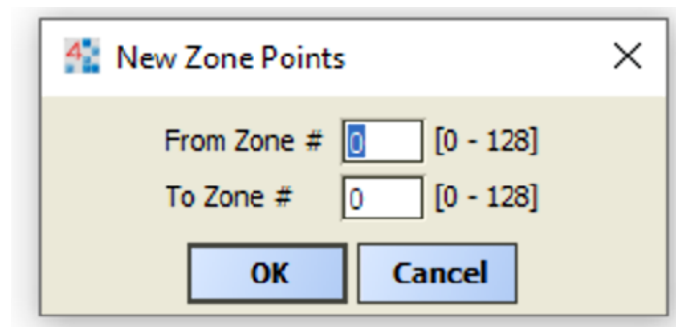 New Zone Points
From Zone # 0 [0 - 128]
To Zone # 0 [0 - 128]
OK Cancel